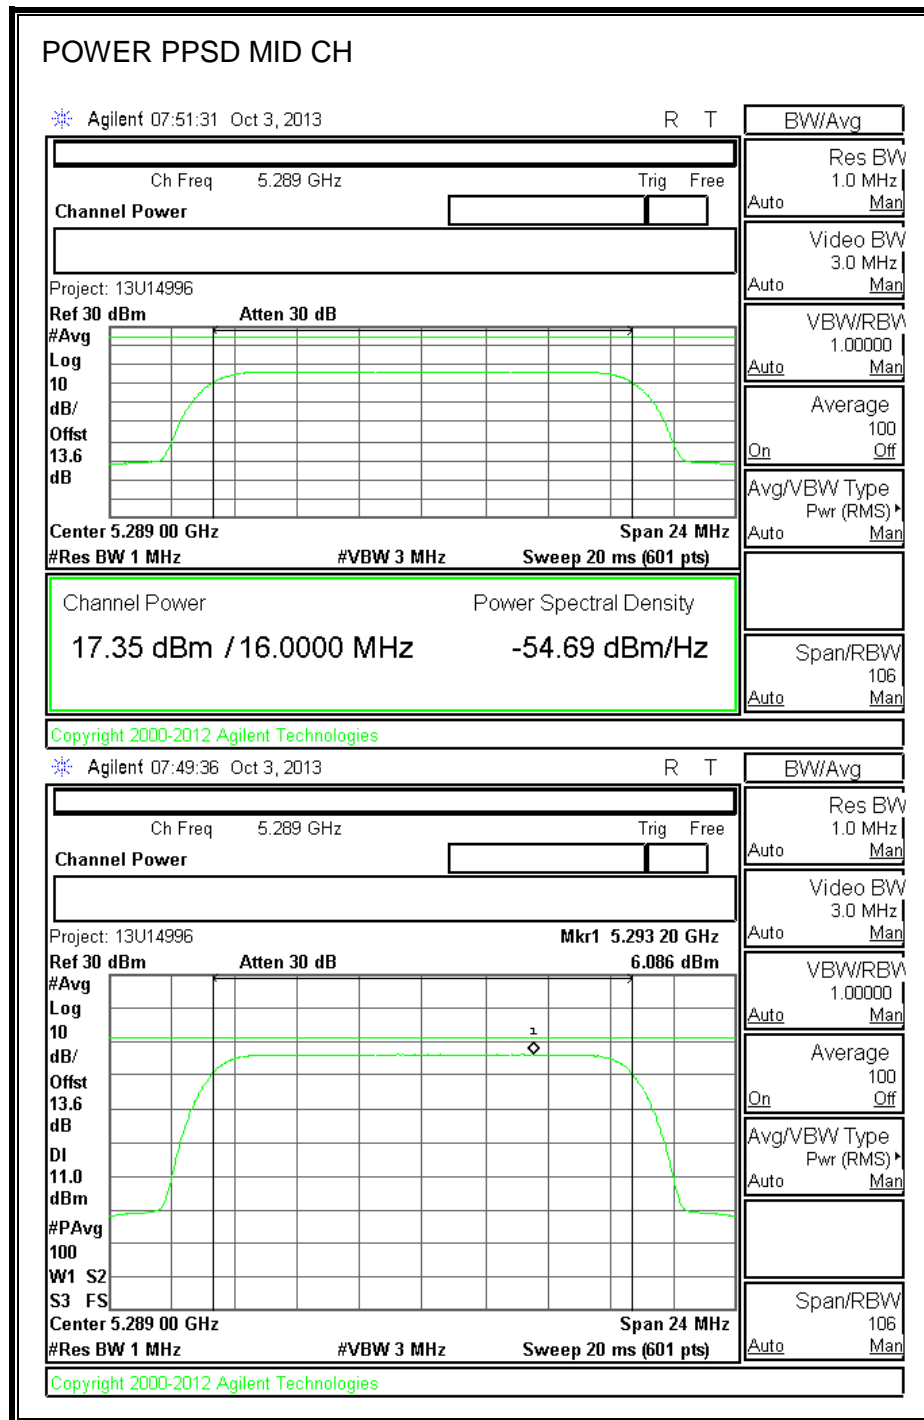 POWER PPSD MID CH
Agilent 07:51:31 Oct 3, 2013 R T
BW/Avg
Ch Freq 5.289 GHz Trig Free
Channel Power
Res BW
1.0 MHz
Auto Man
Video BW
3.0 MHz
Auto Man
Project: 13U14996
Ref 30 dBm Atten 30 dB
#Avg
Log
10
dB/
Offst
13.6
dB
VBW/RBW
1.00000
Auto Man
Average
100
On Off
Avg/VBW Type
Pwr (RMS)
Auto Man
Center 5.289 00 GHz Span 24 MHz
#Res BW 1 MHz #VBW 3 MHz Sweep 20 ms (601 pts)
Channel Power Power Spectral Density
17.35 dBm / 16.0000 MHz -54.69 dBm/Hz
Span/RBW
106
Auto Man
Copyright 2000-2012 Agilent Technologies
Agilent 07:49:36 Oct 3, 2013 R T
BW/Avg
Ch Freq 5.289 GHz Trig Free
Channel Power
Res BW
1.0 MHz
Auto Man
Video BW
3.0 MHz
Auto Man
Project: 13U14996 Mkr1 5.293 20 GHz
Ref 30 dBm Atten 30 dB 6.086 dBm
#Avg
Log
10
dB/
Offst
13.6
dB
DI
11.0
dBm
#PAvg
100
W1 S2
S3 FS
1
VBW/RBW
1.00000
Auto Man
Average
100
On Off
Avg/VBW Type
Pwr (RMS)
Auto Man
Center 5.289 00 GHz Span 24 MHz
#Res BW 1 MHz #VBW 3 MHz Sweep 20 ms (601 pts)
Span/RBW
106
Auto Man
Copyright 2000-2012 Agilent Technologies